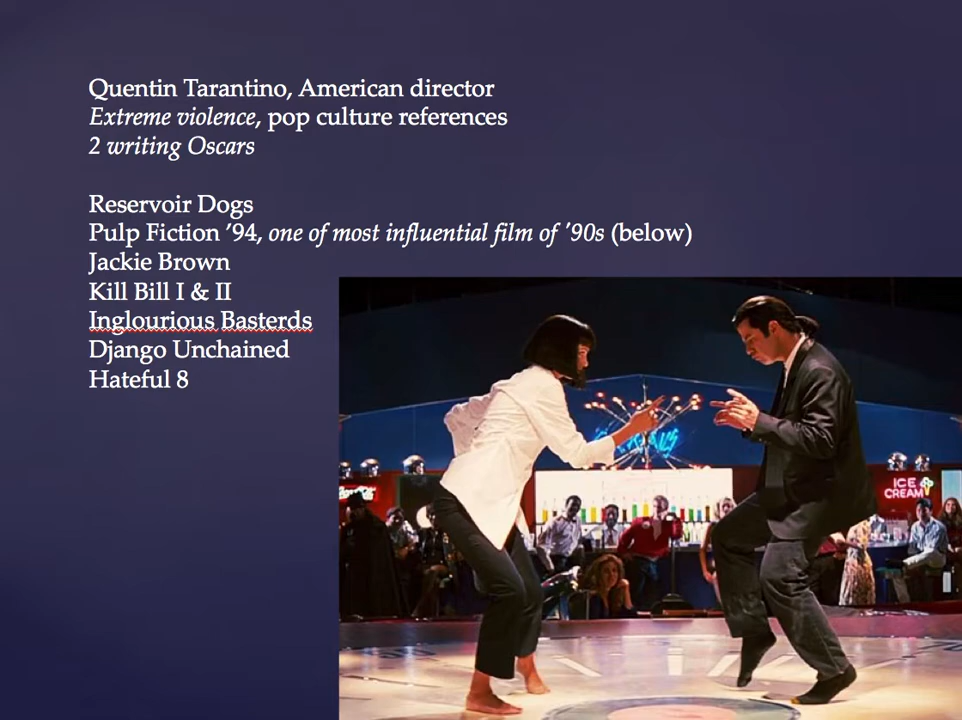 Quentin Tarantino, American director
Extreme violence, pop culture references
2 writing Oscars
Reservoir Dogs
Pulp Fiction ’94, one of most influential film of ’90s (below)
Jackie Brown
Kill Bill I & II
Inglourious Basterds
Django Unchained
Hateful 8
ICE
CREAM